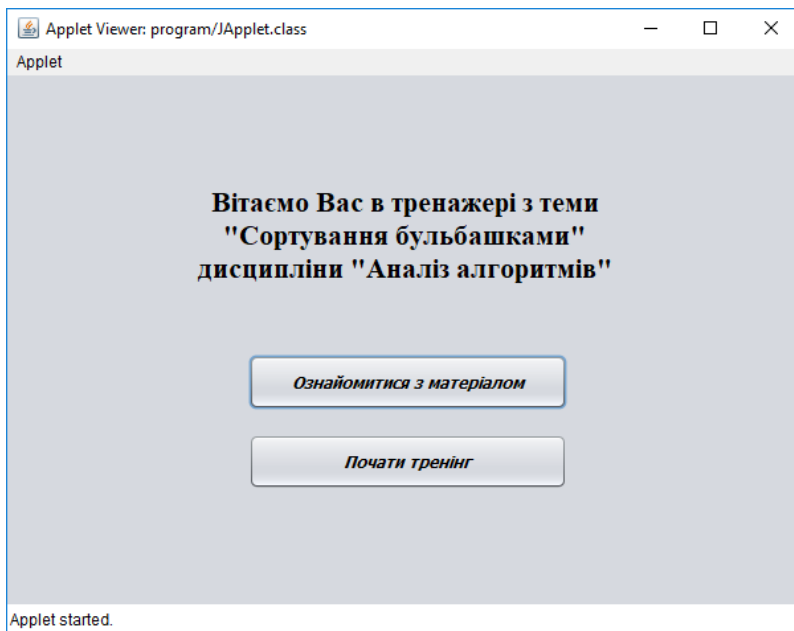 Applet Viewer: program/JApplet.class
Applet
Вітаємо Вас в тренажері з теми
"Сортування бульбашками"
дисципліни "Аналіз алгоритмів"
Ознайомитися з матеріалом
Почати тренінг
Applet started.